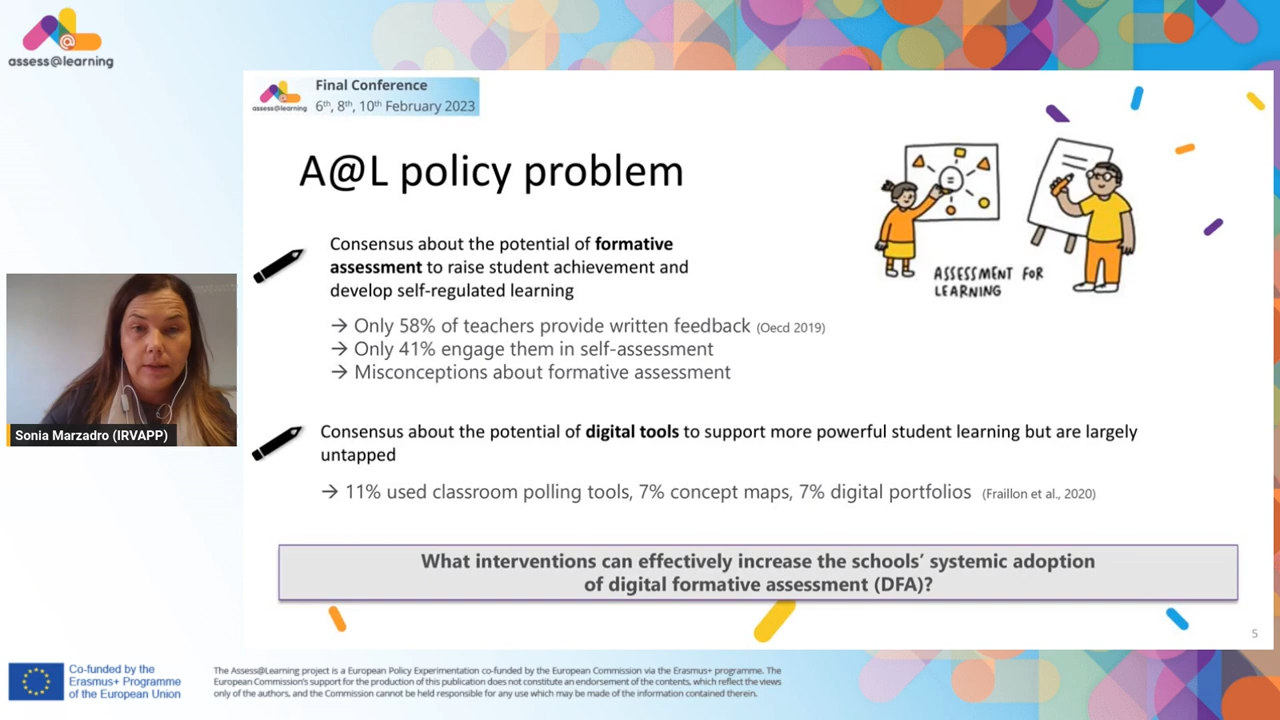 assess@learning
assess@learning
Final Conference
6th, 8th, 10th February 2023
A@L policy problem
Consensus about the potential of formative
assessment to raise student achievement and
develop self-regulated learning
→ Only 58% of teachers provide written feedback (Oecd 2019)
→ Only 41% engage them in self-assessment
→ Misconceptions about formative assessment
ASSESSMENT FOR
LEARNING
Consensus about the potential of digital tools to support more powerful student learning but are largely
untapped
→ 11% used classroom polling tools, 7% concept maps, 7% digital portfolios (Fraillon et al., 2020)
What interventions can effectively increase the schools’ systemic adoption
of digital formative assessment (DFA)?
5
Sonia Marzadro (IRVAPP)
Co-funded by the
Erasmus+ Programme
of the European Union
The Assess@Learning project is a European Policy Experimentation co-funded by the European Commission via the Erasmus+ programme. The
European Commission's support for the production of this publication does not constitute an endorsement of the contents, which reflect the views
only of the authors, and the Commission cannot be held responsible for any use which may be made of the information contained therein.